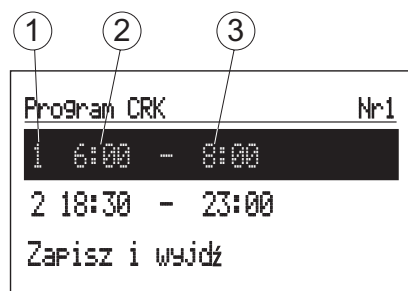 1 2 3
Program CRK Nr1
1 6:00 - 8:00
2 18:30 - 23:00
Zapisz i wyjdź